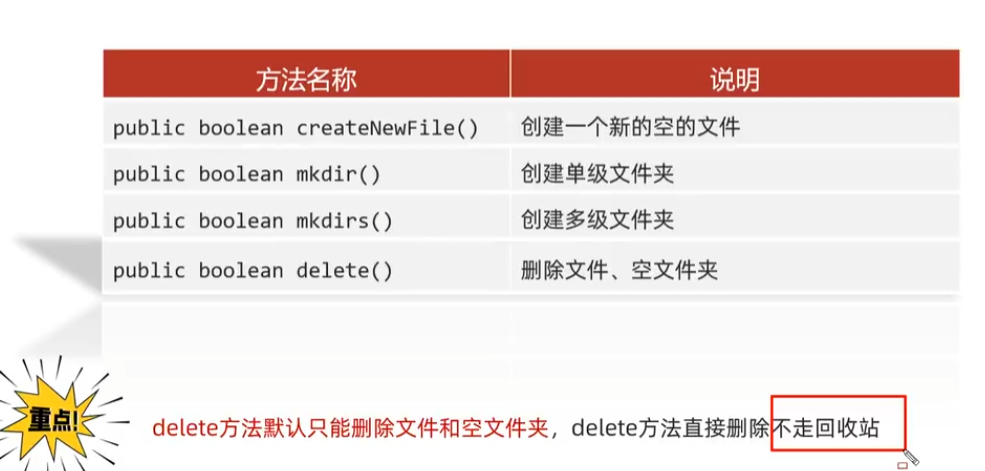 方法名称 说明
public boolean createNewFile() 创建一个新的空的文件
public boolean mkdir() 创建单级文件夹
public boolean mkdirs() 创建多级文件夹
public boolean delete() 删除文件、空文件夹
重点!
delete方法默认只能删除文件和空文件夹，delete方法直接删除不走回收站